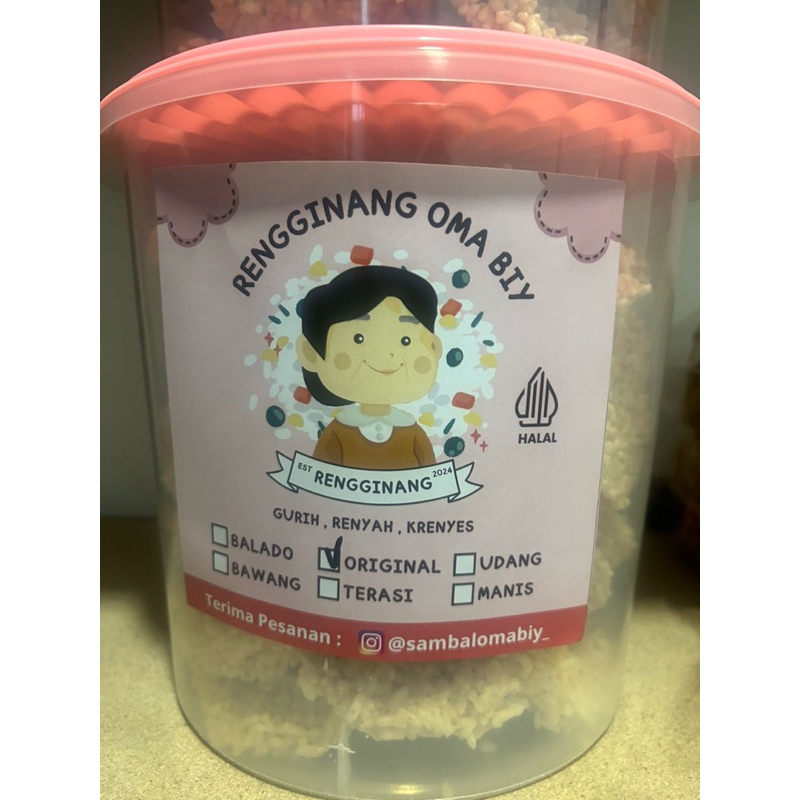 RENGGINANG OMA BIY
HALAL
EST RENGGINANG 2024
GURIH , RENYAH , KRENYES
BALADO ORIGINAL UDANG
BAWANG TERASI MANIS
Terima Pesanan : @sambalomabiy_